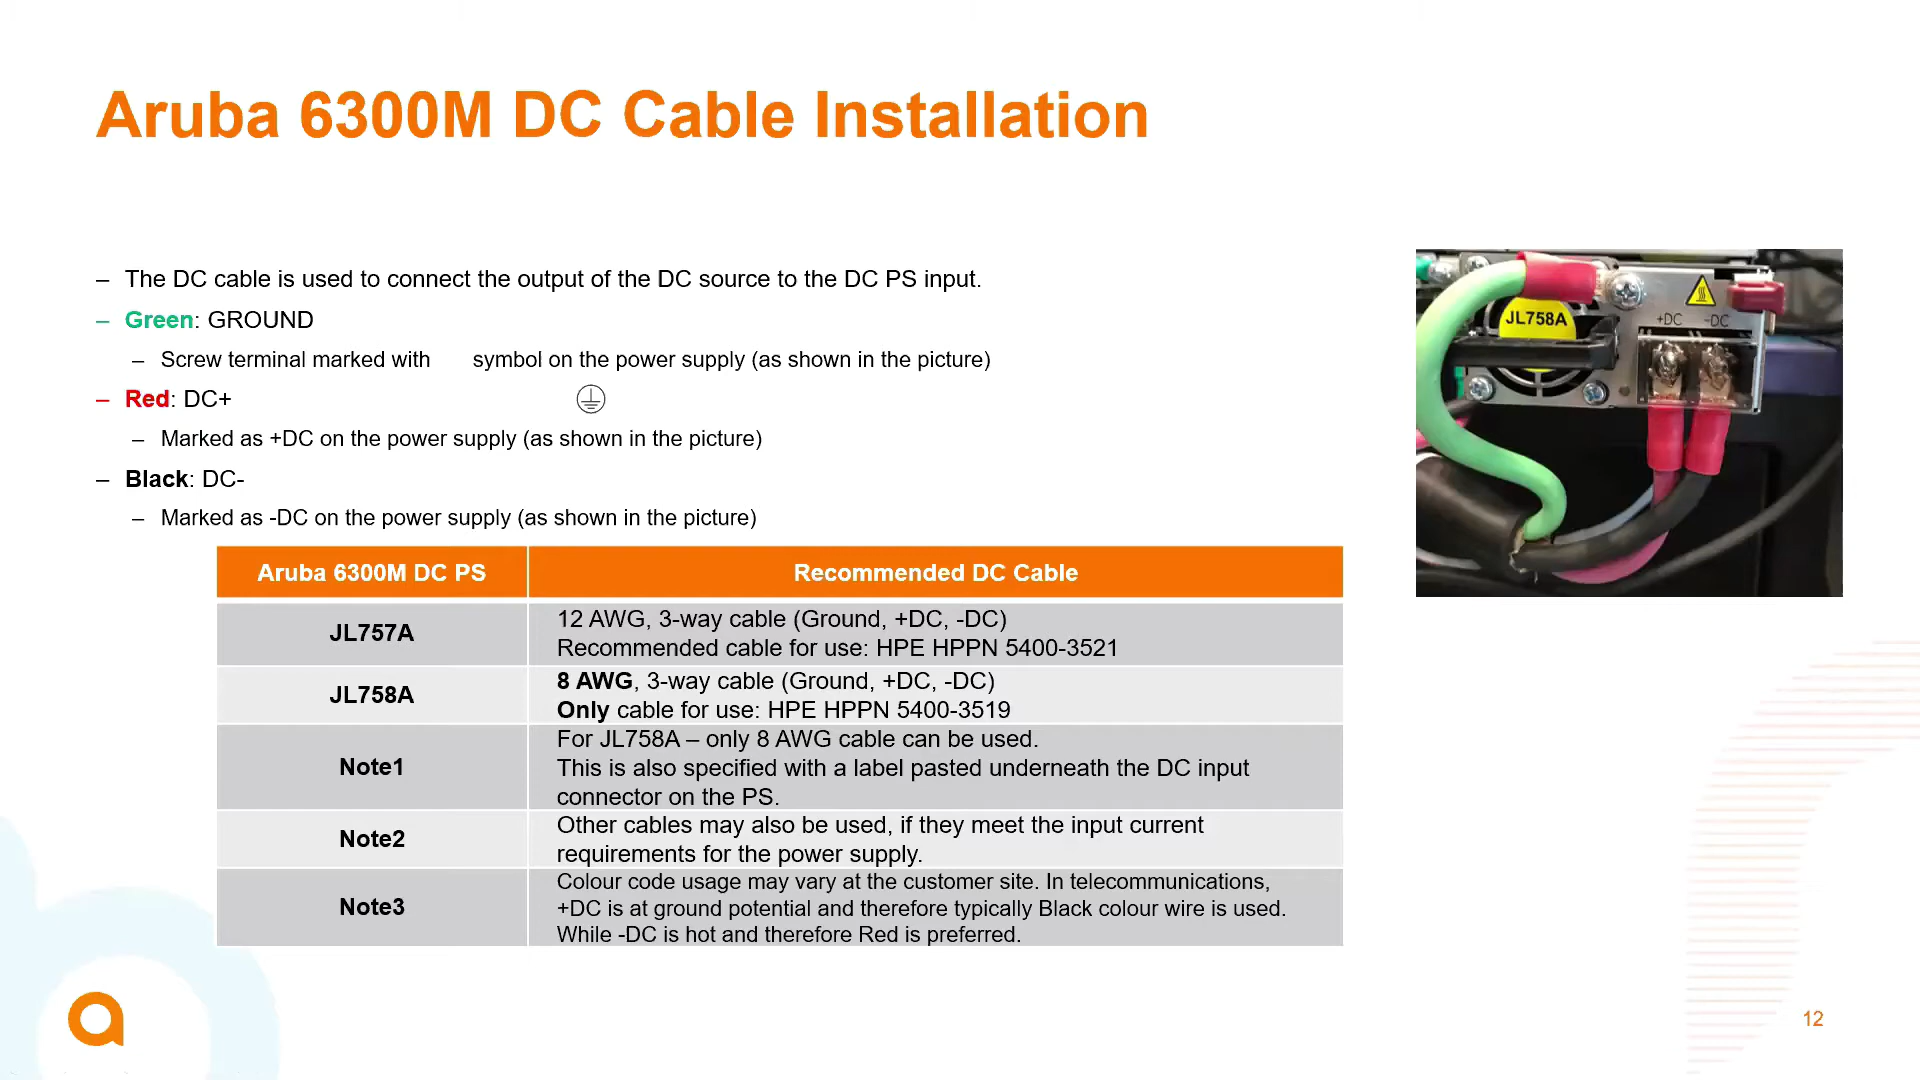 Aruba 6300M DC Cable Installation
– The DC cable is used to connect the output of the DC source to the DC PS input.
– Green: GROUND
– Screw terminal marked with symbol on the power supply (as shown in the picture)
– Red: DC+
– Marked as +DC on the power supply (as shown in the picture)
– Black: DC-
– Marked as -DC on the power supply (as shown in the picture)
JL758A
+DC -DC
Aruba 6300M DC PS
Recommended DC Cable
JL757A
12 AWG, 3-way cable (Ground, +DC, -DC)
Recommended cable for use: HPE HPPN 5400-3521
JL758A
8 AWG, 3-way cable (Ground, +DC, -DC)
Only cable for use: HPE HPPN 5400-3519
Note1
For JL758A – only 8 AWG cable can be used.
This is also specified with a label pasted underneath the DC input
connector on the PS.
Note2
Other cables may also be used, if they meet the input current
requirements for the power supply.
Note3
Colour code usage may vary at the customer site. In telecommunications,
+DC is at ground potential and therefore typically Black colour wire is used.
While -DC is hot and therefore Red is preferred.
12